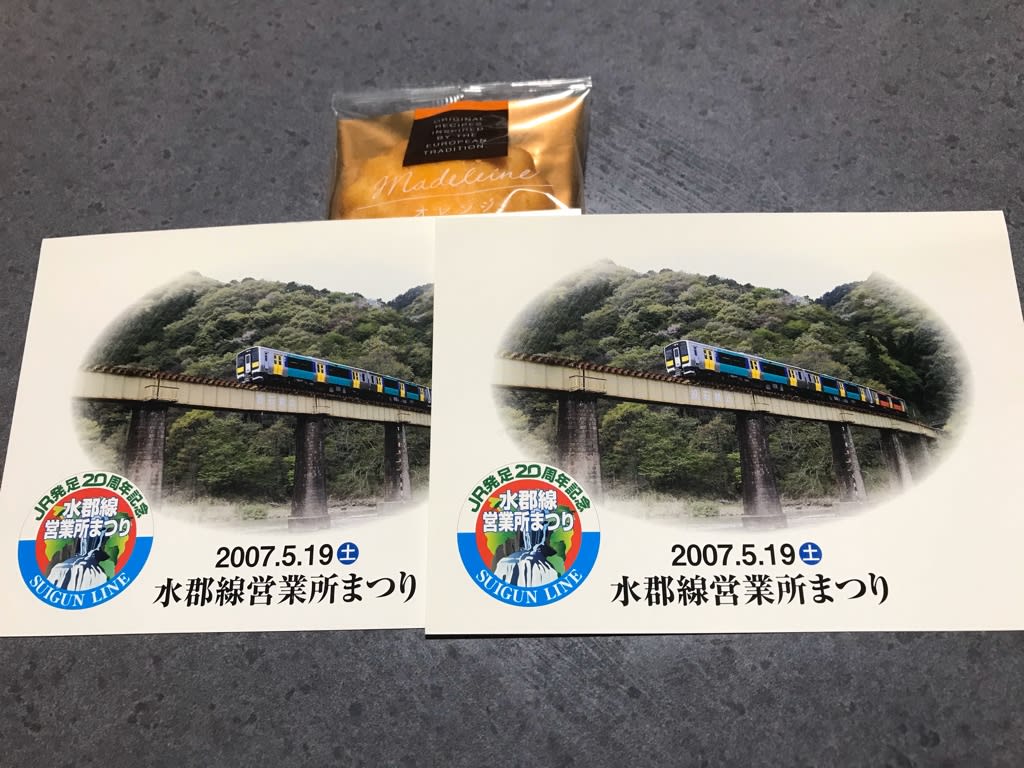 ORIGINAL
RECIPES
INSPIRED
BY THE
EUROPEAN
TRADITION
Madeleine
オレンジ
JR発足20周年記念
水郡線
営業所まつり
SUIGUN LINE
2007.5.19土
水郡線営業所まつり
JR発足20周年記念
水郡線
営業所まつり
SUIGUN LINE
2007.5.19土
水郡線営業所まつり